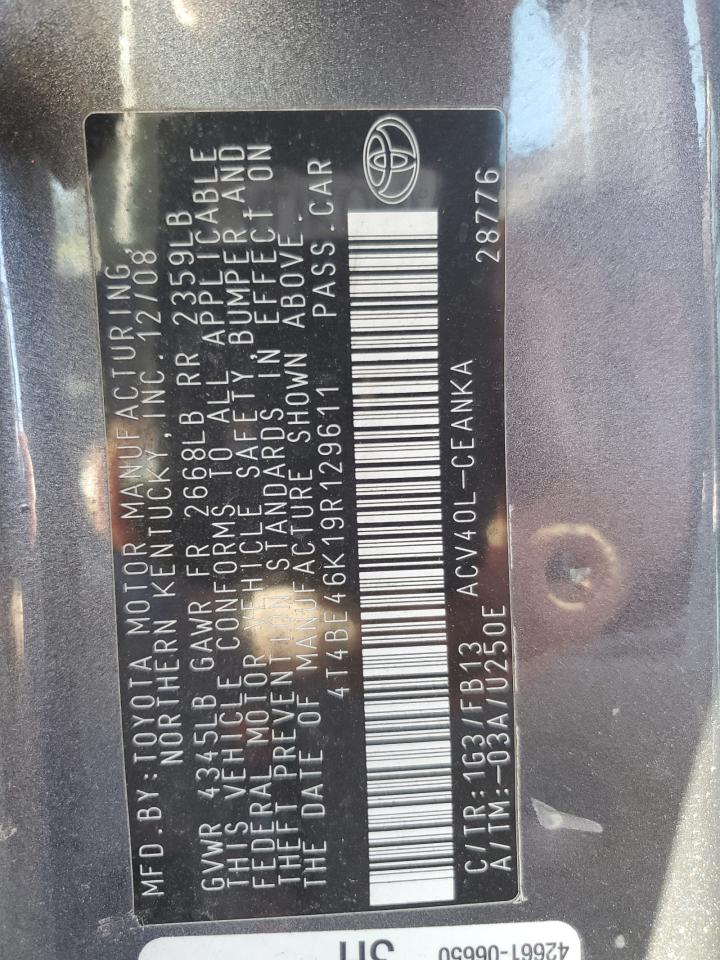 MFD.BY:TOYOTA MOTOR MANUFACTURING,
NORTHERN KENTUCKY,INC. 12/08
GVWR 4345LB GAWR FR 2668LB RR 2359LB
THIS VEHICLE CONFORMS TO ALL APPLICABLE
FEDERAL MOTOR VEHICLE SAFETY, BUMPER AND
THEFT PREVENTION STANDARDS IN EFFECT ON
THE DATE OF MANUFACTURE SHOWN ABOVE.
4T4BE46K19R129611 PASS.CAR
C/TR:1G3/FB13 ACV40L-CEANKA 28776
A/TM:-03A/U250E
42661-06650